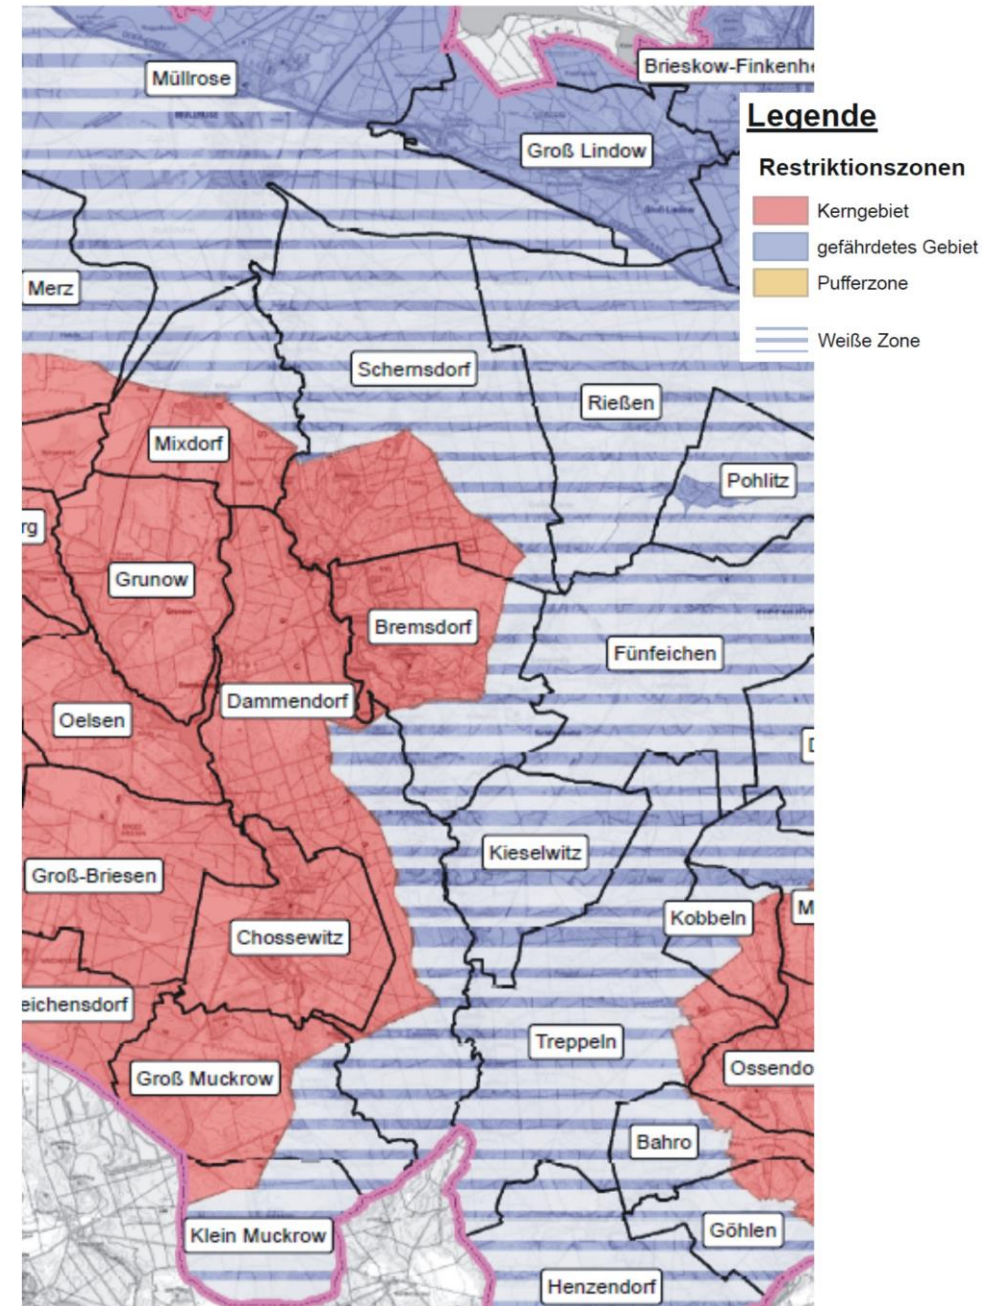 Müllrose
Brieskow-Finkenhe
Groß Lindow
Legende
Restriktionszonen
Kerngebiet
gefährdetes Gebiet
Pufferzone
Weiße Zone
Merz
Schernsdorf
Rießen
Mixdorf
Pohlitz
rg
Grunow
Bremsdorf
Fünfeichen
Dammendorf
Oelsen
Kieselwitz
Groß-Briesen
Kobbeln
M
Chossewitz
eichensdorf
Treppeln
Groß Muckrow
Ossendo
Bahro
Klein Muckrow
Göhlen
Henzendorf